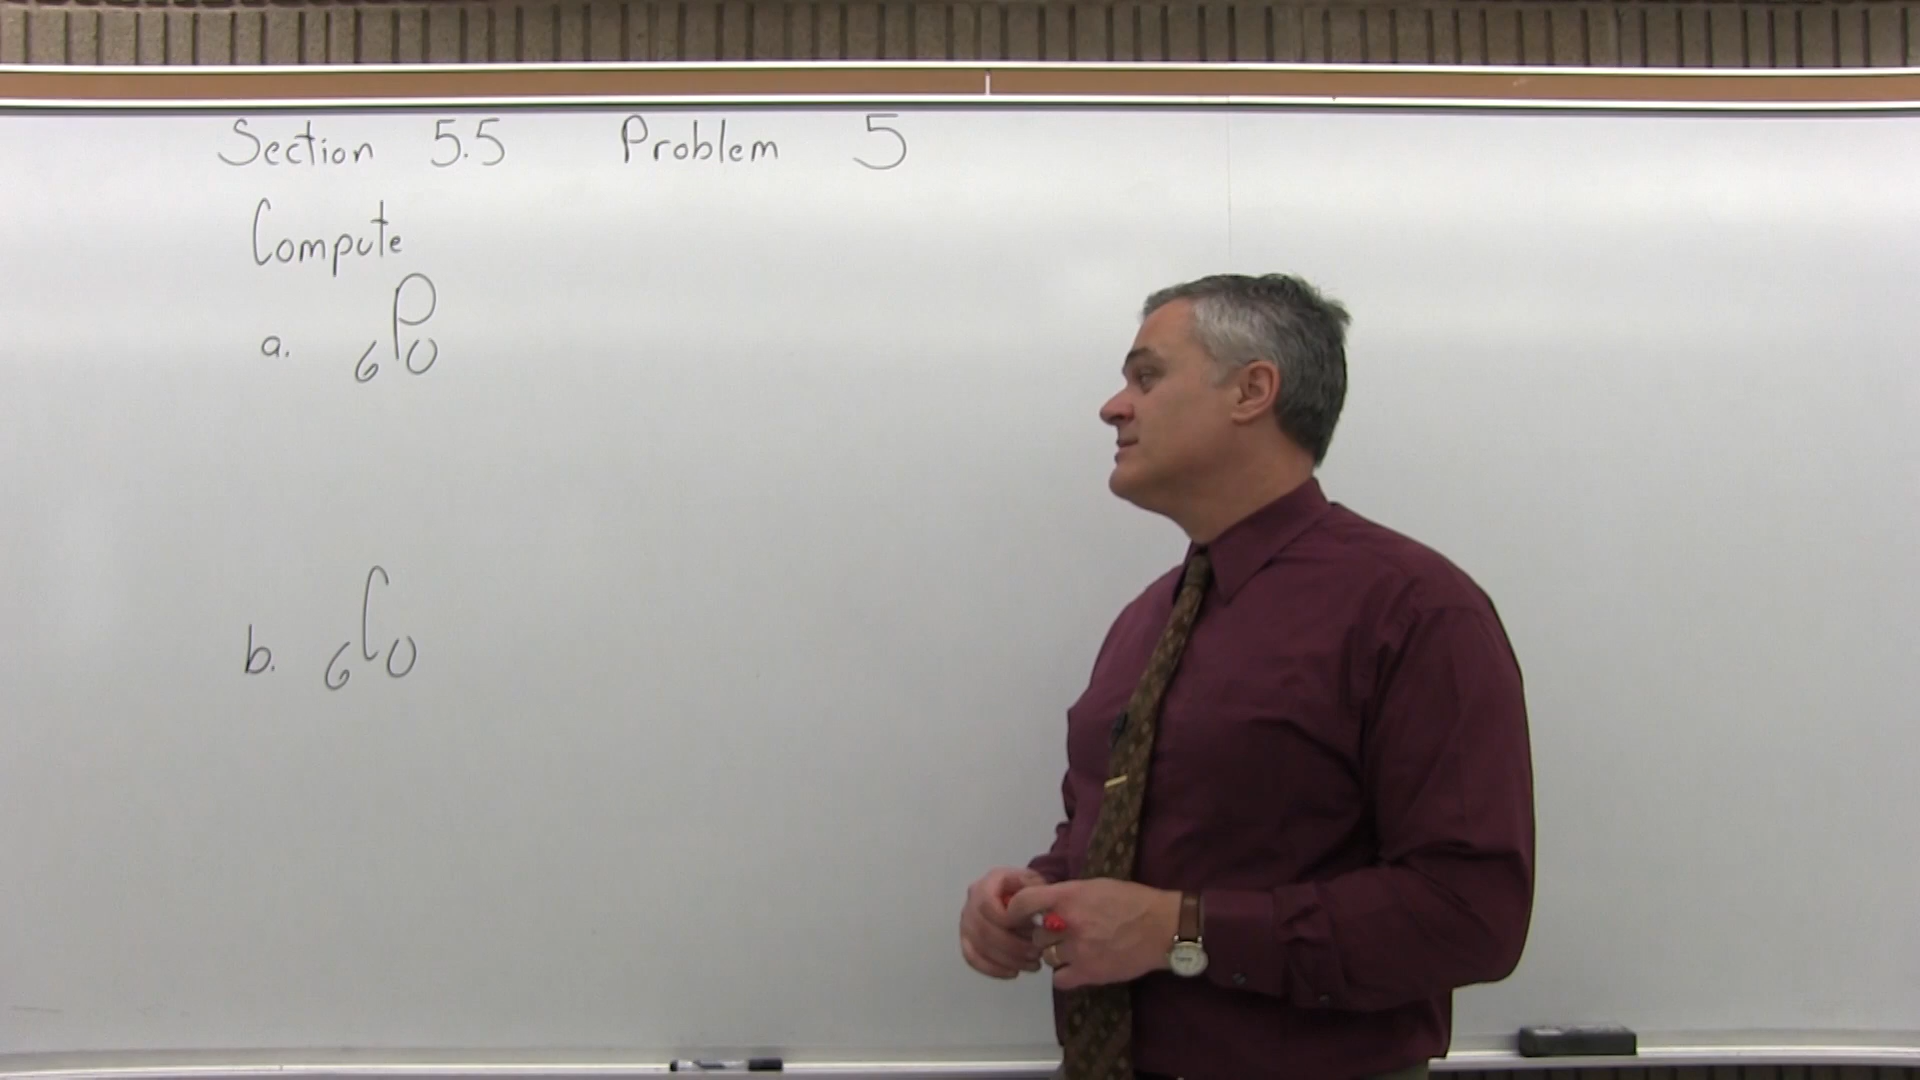 Section 5.5 Problem 5
Compute
a. ₆P₀
b. ₆C₀